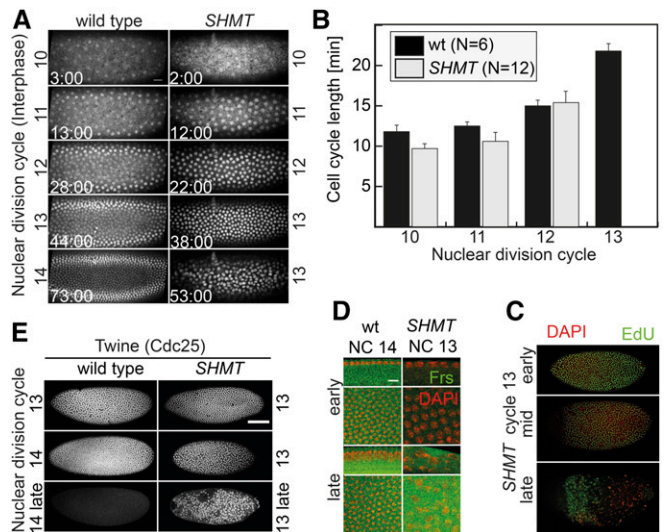 A
wild type
SHMT
Nuclear division cycle (Interphase)
10
3:00
2:00
10
11
13:00
12:00
11
12
28:00
22:00
12
13
44:00
38:00
13
14
73:00
53:00
13
B
Cell cycle length [min]
25
20
15
10
5
wt (N=6)
SHMT (N=12)
10
11
12
13
Nuclear division cycle
E
Twine (Cdc25)
wild type
SHMT
Nuclear division cycle
13
13
14
13
14 late
13 late
D
wt
NC 14
SHMT
NC 13
early
late
Frs
DAPI
C
DAPI
EdU
SHMT cycle 13
early
mid
late